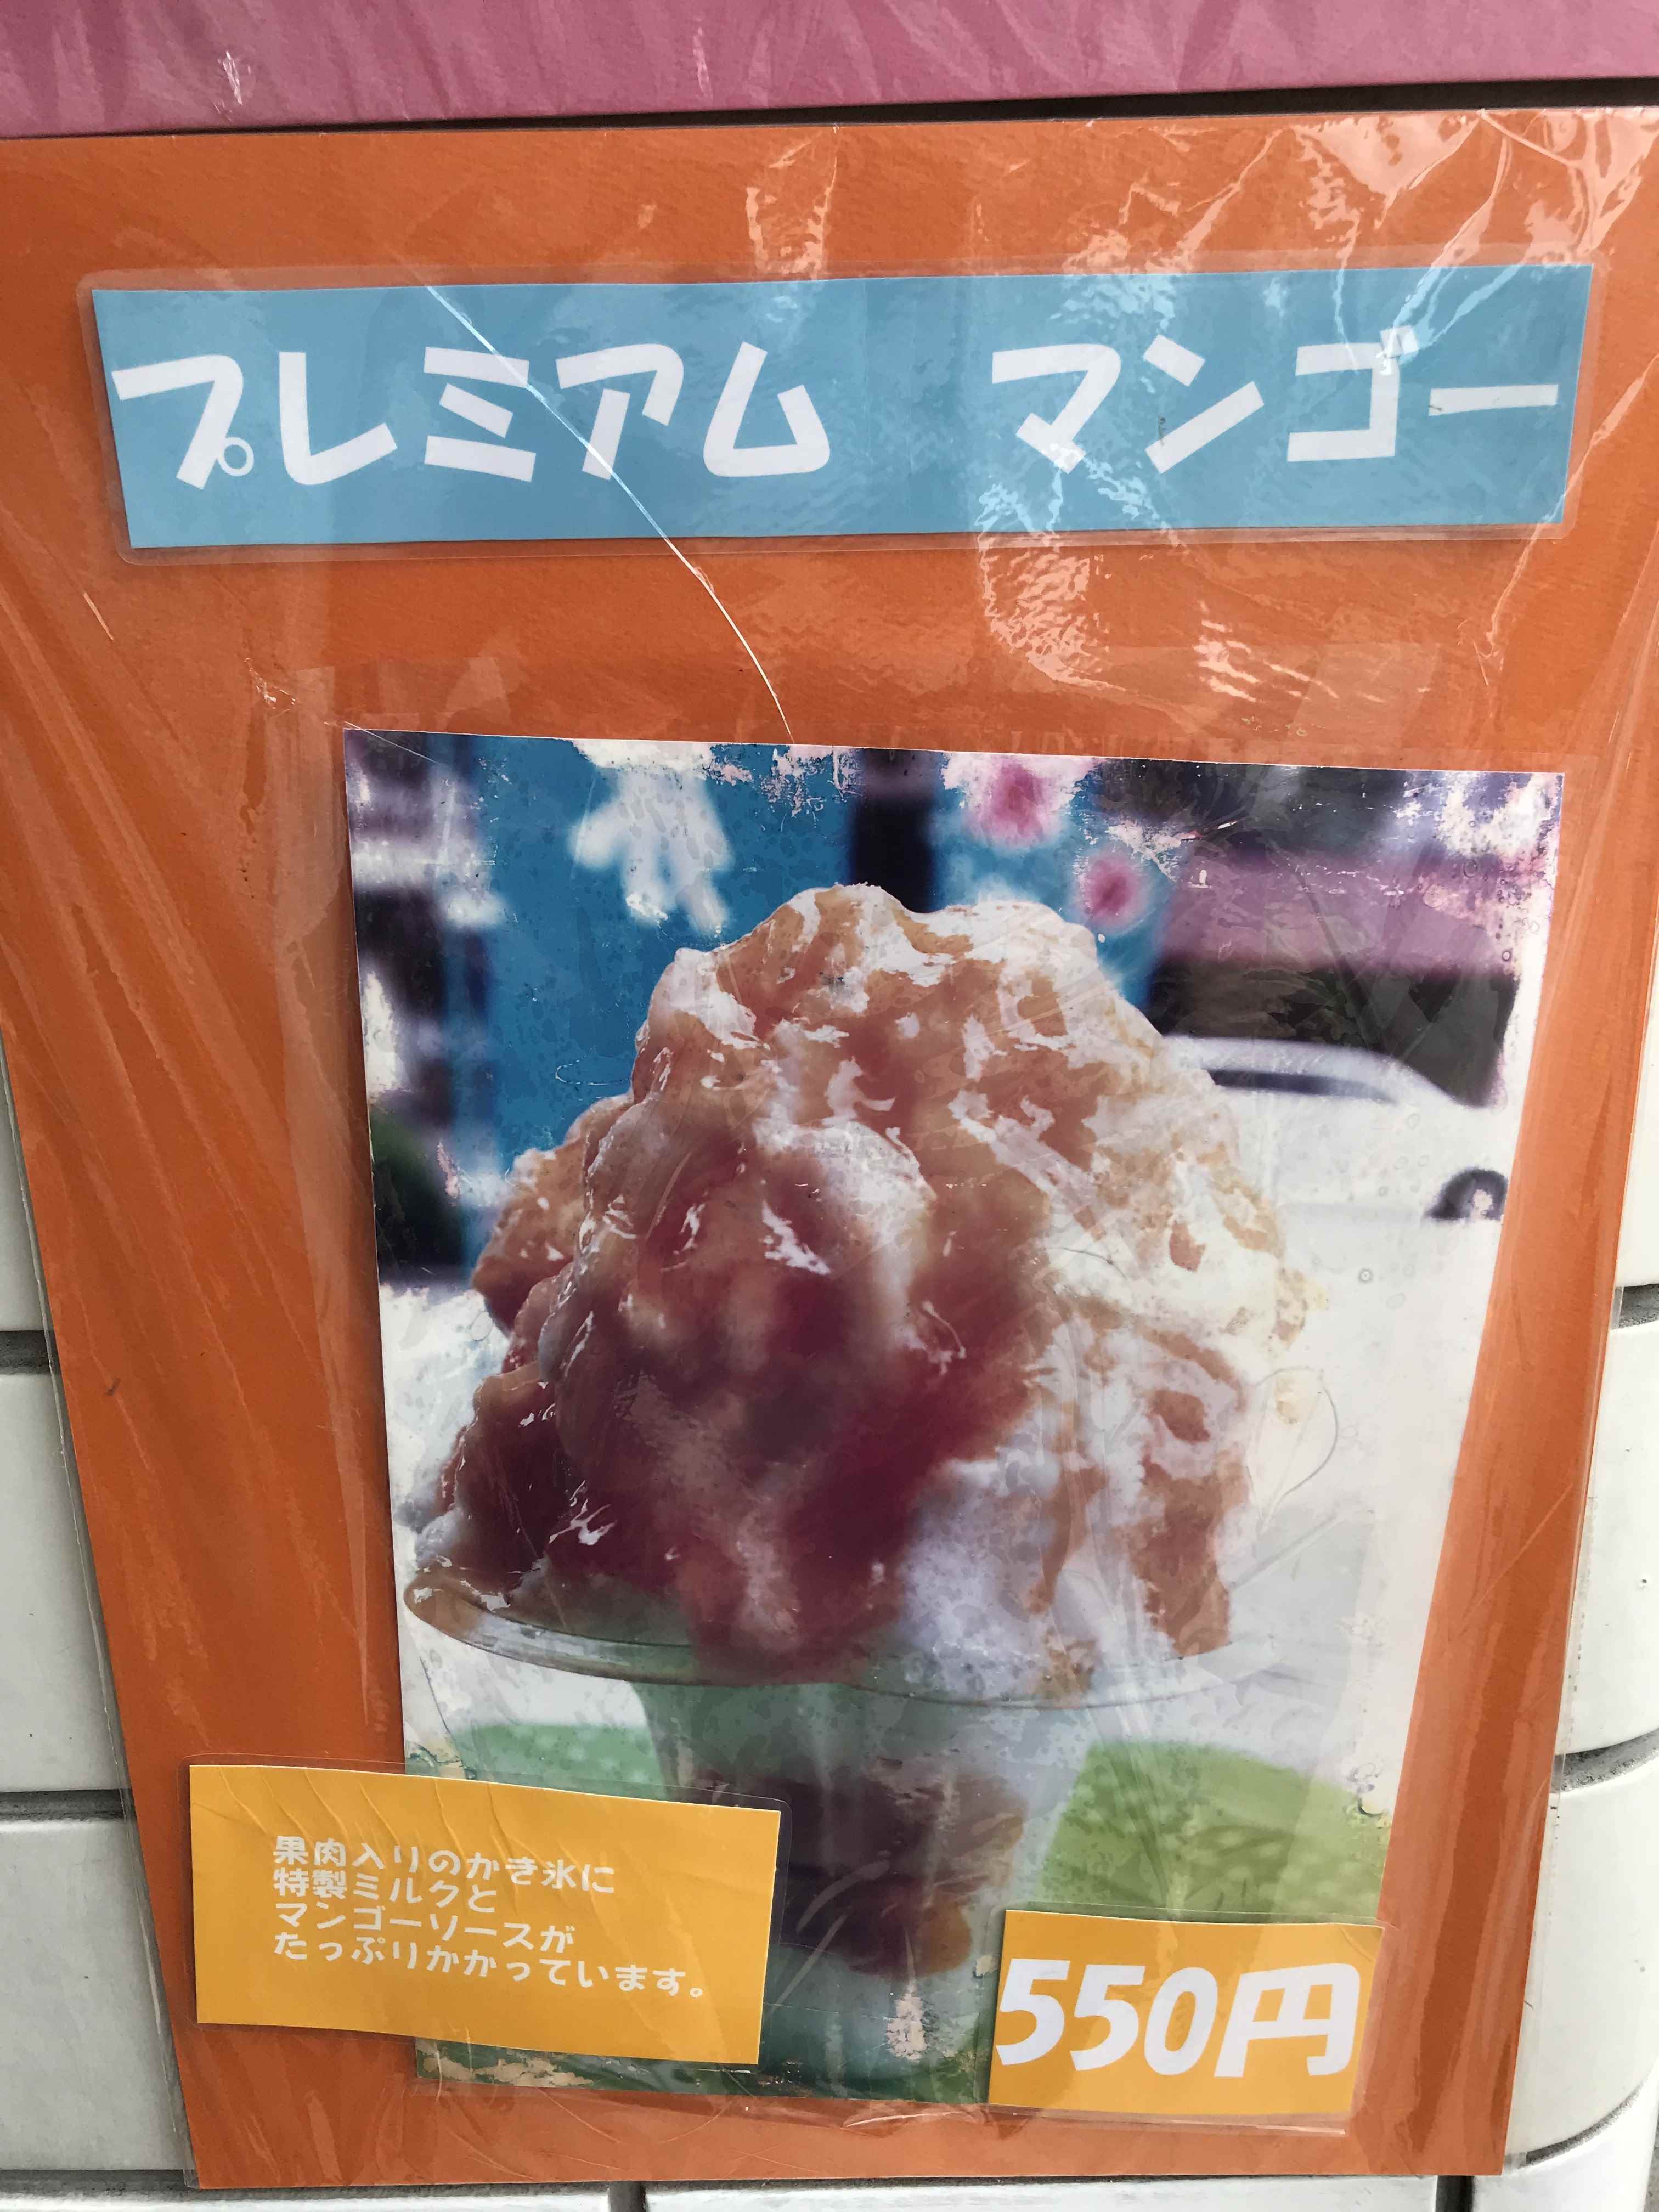 プレミアム　マンゴー
果肉入りのかき氷に
特製ミルクと
マンゴーソースが
たっぷりかかっています。
550円